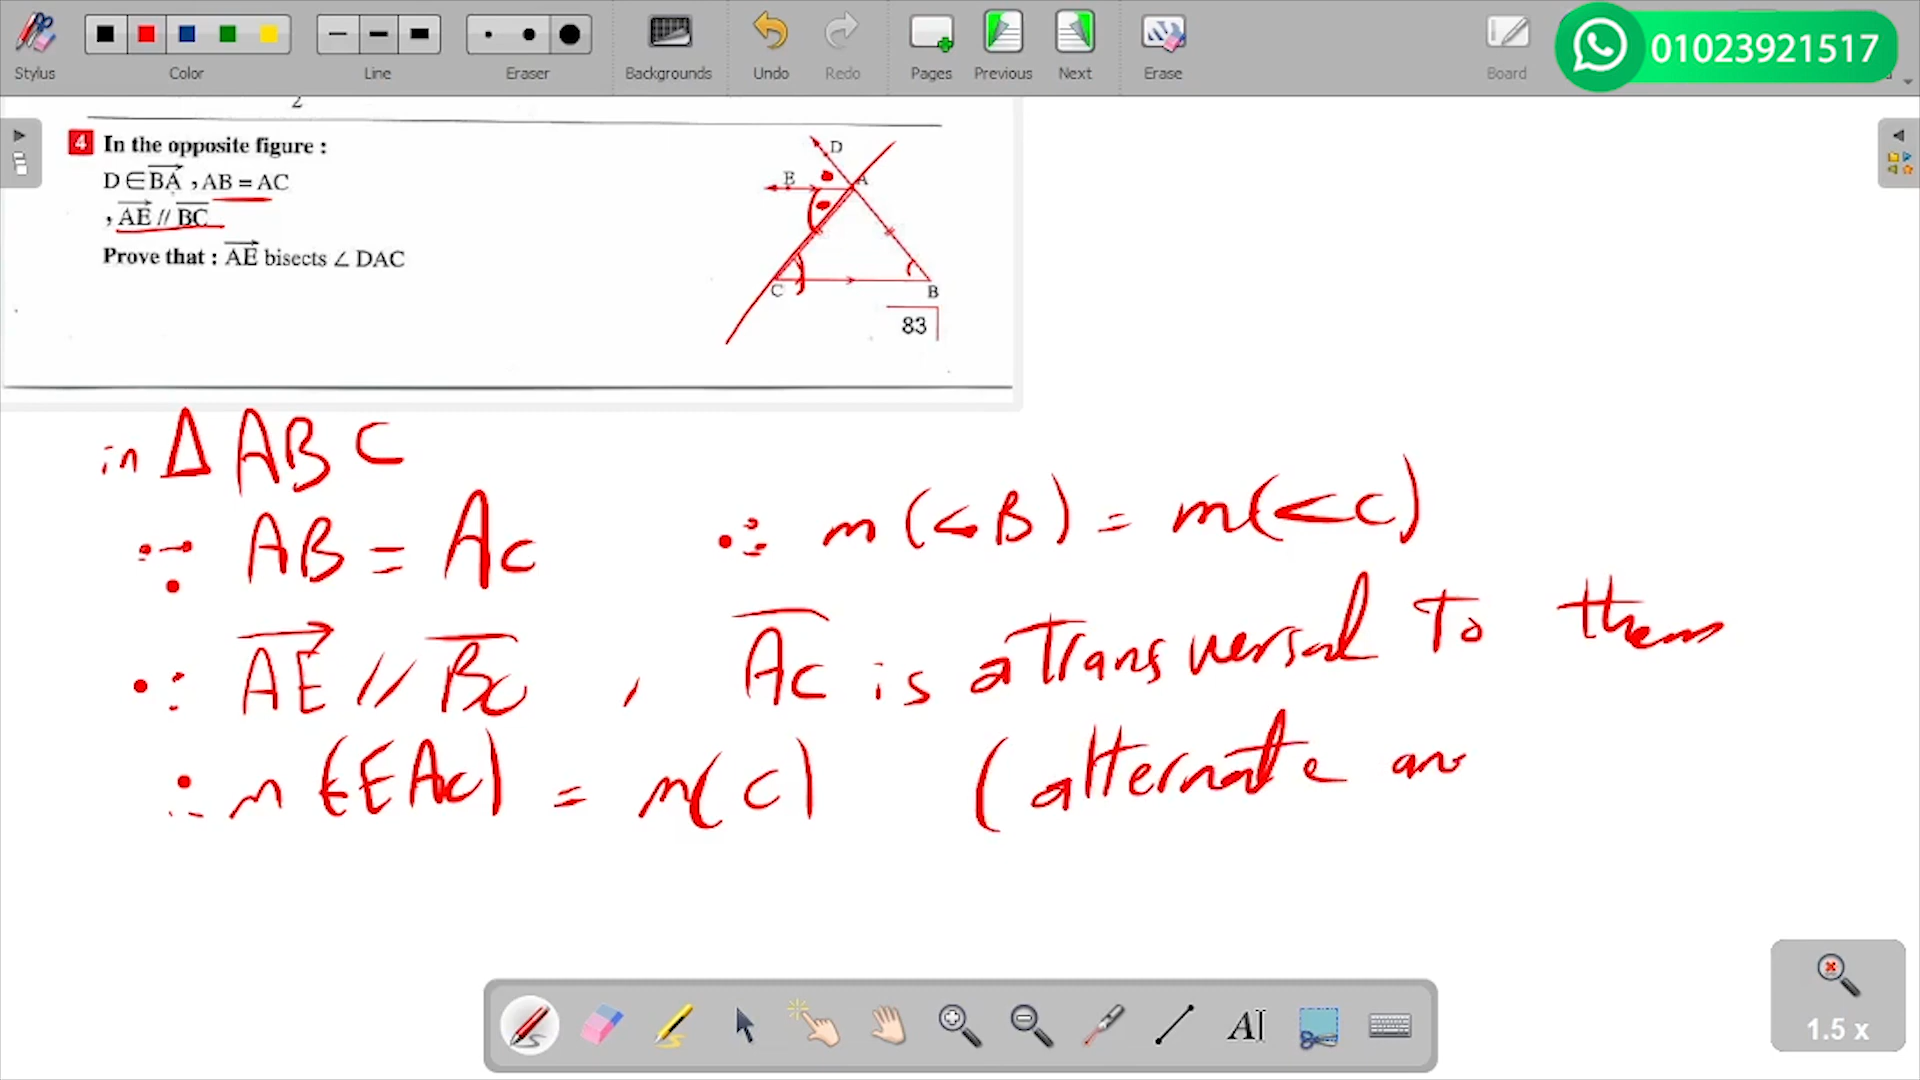 Stylus Color Line Eraser Backgrounds Undo Redo Pages Previous Next Erase Board
01023921517
2
4 In the opposite figure :
D ∈ BA , AB = AC
, AE // BC
Prove that : AE bisects ∠ DAC
D
E
A
C
B
83
in Δ ABC
∵ AB = AC ∴ m(<B) = m(<C)
∵ AE // BC , AC is a transversal to them
∴ m(<EAC) = m(C) (alternate an
1.5 x